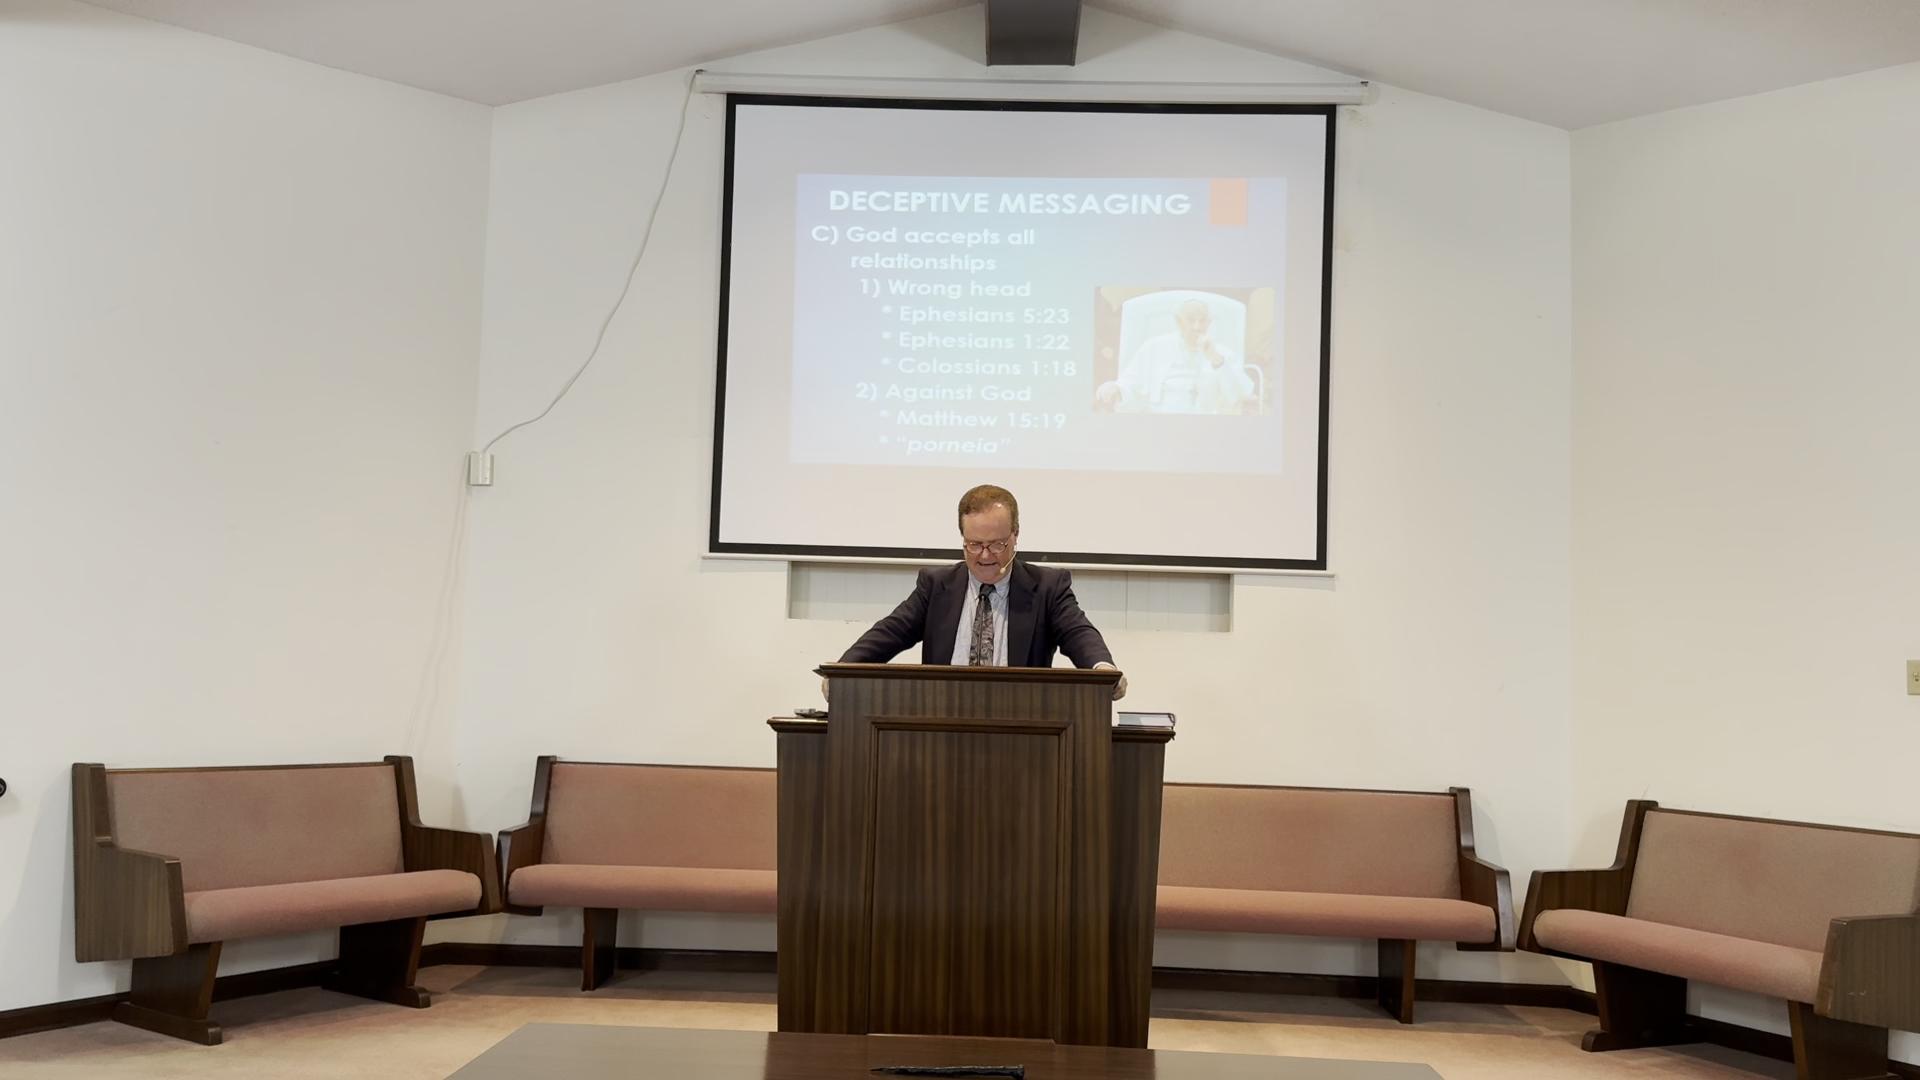 DECEPTIVE MESSAGING
C) God accepts all
relationships
1) Wrong head
* Ephesians 5:23
* Ephesians 1:22
* Colossians 1:18
2) Against God
* Matthew 15:19
* "porneia"